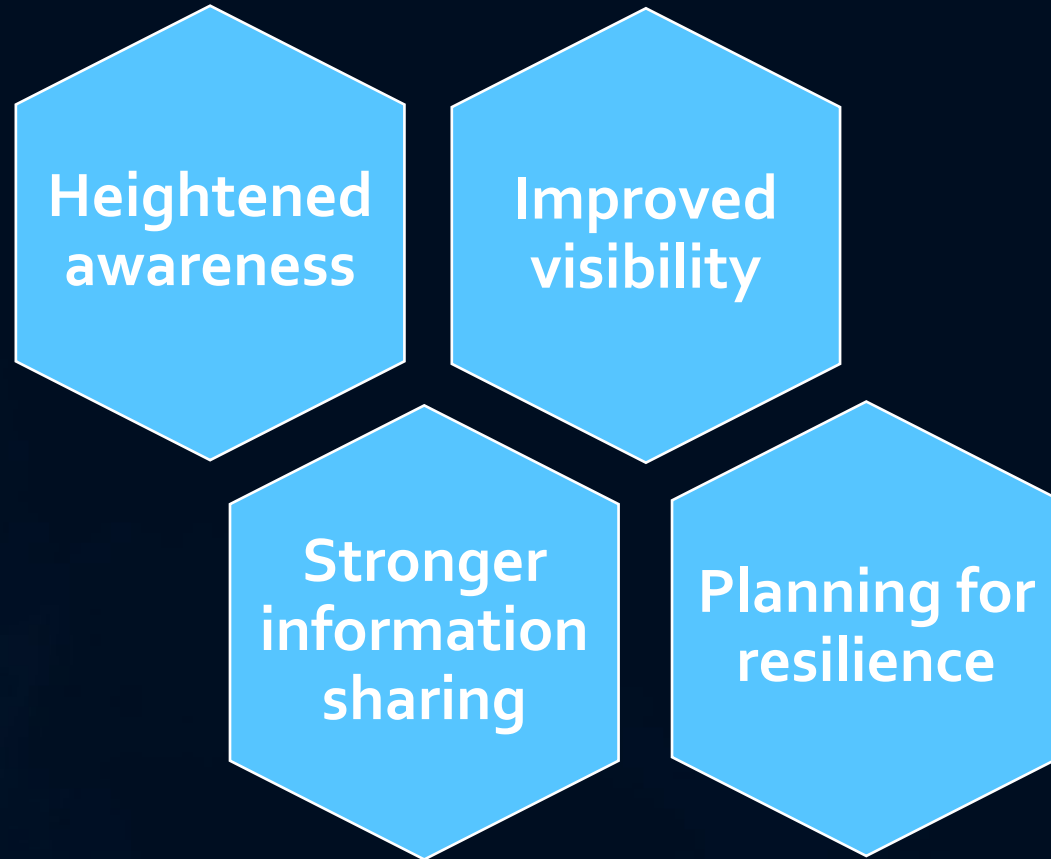 Heightened
awareness
Improved
visibility
Stronger
information
sharing
Planning for
resilience